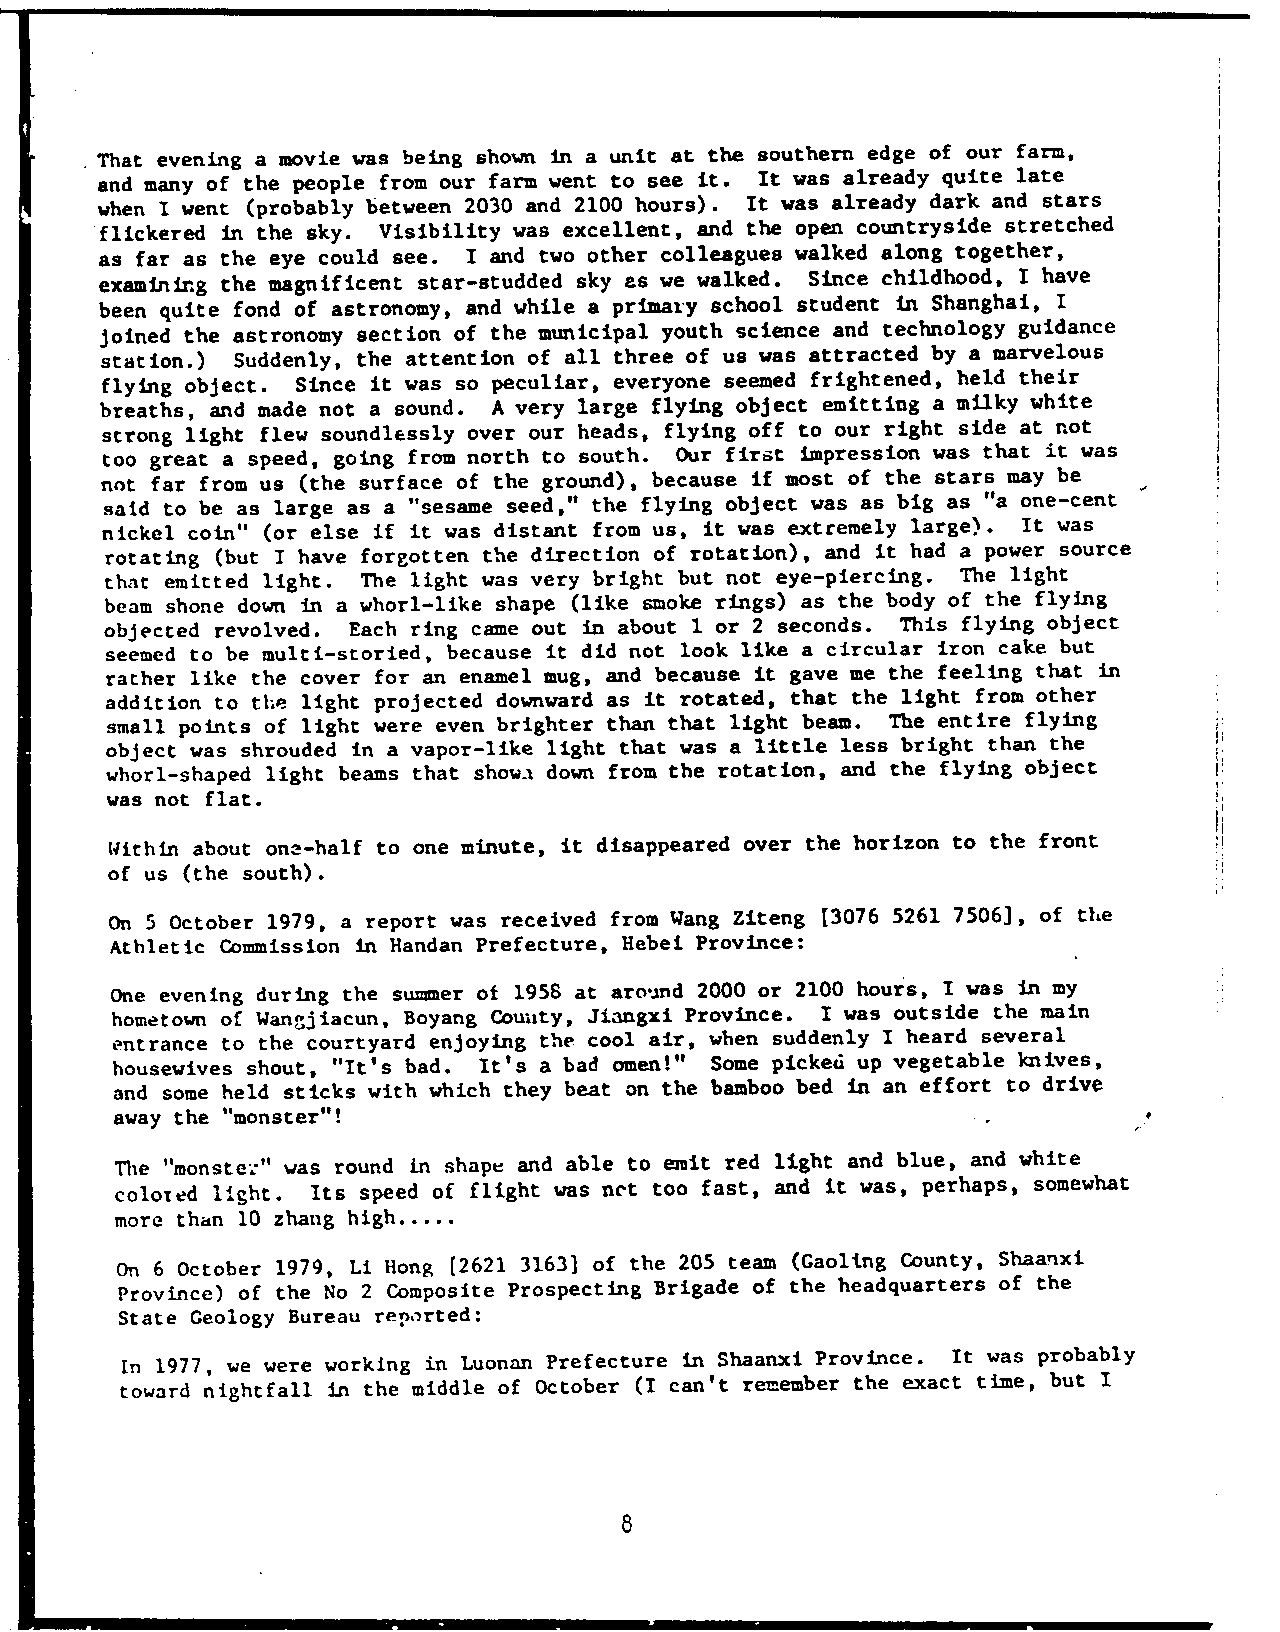 That evening a movie was being shown in a unit at the southern edge of our farm,
and many of the people from our farm went to see it. It was already quite late
when I went (probably between 2030 and 2100 hours). It was already dark and stars
flickered in the sky. Visibility was excellent, and the open countryside stretched
as far as the eye could see. I and two other colleagues walked along together,
examining the magnificent star-studded sky as we walked. Since childhood, I have
been quite fond of astronomy, and while a primary school student in Shanghai, I
joined the astronomy section of the municipal youth science and technology guidance
station.) Suddenly, the attention of all three of us was attracted by a marvelous
flying object. Since it was so peculiar, everyone seemed frightened, held their
breaths, and made not a sound. A very large flying object emitting a milky white
strong light flew soundlessly over our heads, flying off to our right side at not
too great a speed, going from north to south. Our first impression was that it was
not far from us (the surface of the ground), because if most of the stars may be
said to be as large as a "sesame seed," the flying object was as big as "a one-cent
nickel coin" (or else if it was distant from us, it was extremely large). It was
rotating (but I have forgotten the direction of rotation), and it had a power source
that emitted light. The light was very bright but not eye-piercing. The light
beam shone down in a whorl-like shape (like smoke rings) as the body of the flying
objected revolved. Each ring came out in about 1 or 2 seconds. This flying object
seemed to be multi-storied, because it did not look like a circular iron cake but
rather like the cover for an enamel mug, and because it gave me the feeling that in
addition to the light projected downward as it rotated, that the light from other
small points of light were even brighter than that light beam. The entire flying
object was shrouded in a vapor-like light that was a little less bright than the
whorl-shaped light beams that shown down from the rotation, and the flying object
was not flat.

Within about one-half to one minute, it disappeared over the horizon to the front
of us (the south).

On 5 October 1979, a report was received from Wang Ziteng [3076 5261 7506], of the
Athletic Commission in Handan Prefecture, Hebei Province:

One evening during the summer of 1958 at around 2000 or 2100 hours, I was in my
hometown of Wangjiacun, Boyang County, Jiangxi Province. I was outside the main
entrance to the courtyard enjoying the cool air, when suddenly I heard several
housewives shout, "It's bad. It's a bad omen!" Some picked up vegetable knives,
and some held sticks with which they beat on the bamboo bed in an effort to drive
away the "monster"!

The "monster" was round in shape and able to emit red light and blue, and white
colored light. Its speed of flight was not too fast, and it was, perhaps, somewhat
more than 10 zhang high.....

On 6 October 1979, Li Hong [2621 3163] of the 205 team (Gaoling County, Shaanxi
Province) of the No 2 Composite Prospecting Brigade of the headquarters of the
State Geology Bureau reported:

In 1977, we were working in Luonan Prefecture in Shaanxi Province. It was probably
toward nightfall in the middle of October (I can't remember the exact time, but I

8